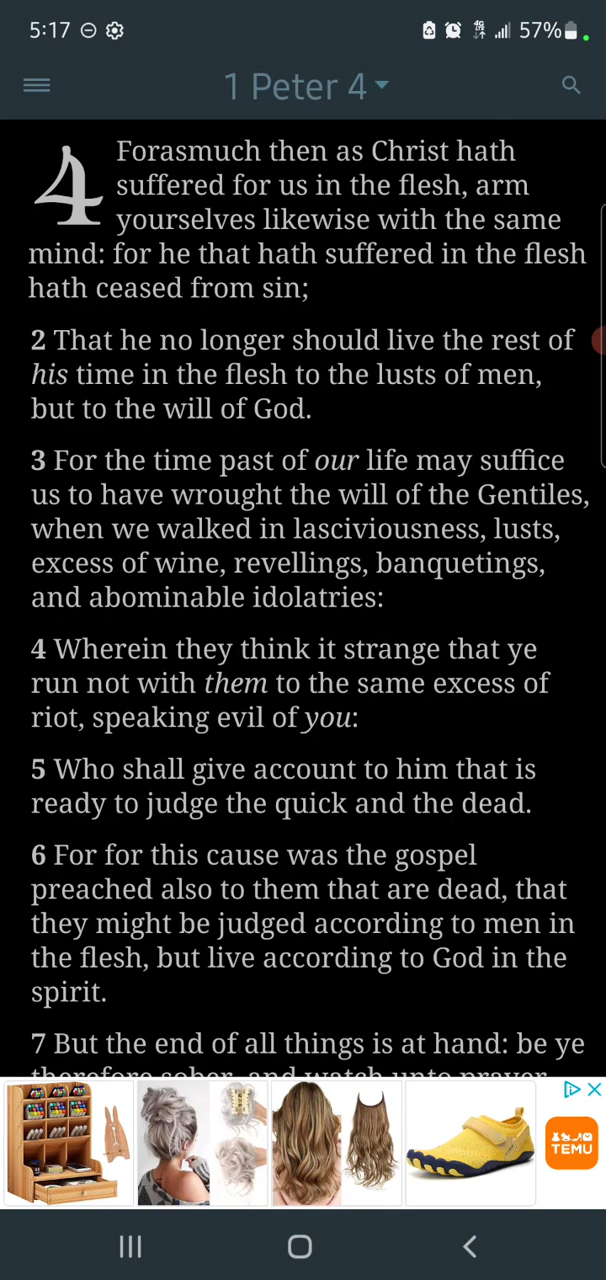 5:17 4G 57%
1 Peter 4
4 Forasmuch then as Christ hath
suffered for us in the flesh, arm
yourselves likewise with the same
mind: for he that hath suffered in the flesh
hath ceased from sin;
2 That he no longer should live the rest of
his time in the flesh to the lusts of men,
but to the will of God.
3 For the time past of our life may suffice
us to have wrought the will of the Gentiles,
when we walked in lasciviousness, lusts,
excess of wine, revellings, banquetings,
and abominable idolatries:
4 Wherein they think it strange that ye
run not with them to the same excess of
riot, speaking evil of you:
5 Who shall give account to him that is
ready to judge the quick and the dead.
6 For for this cause was the gospel
preached also to them that are dead, that
they might be judged according to men in
the flesh, but live according to God in the
spirit.
7 But the end of all things is at hand: be ye
therefore sober, and watch unto prayer.
TEMU